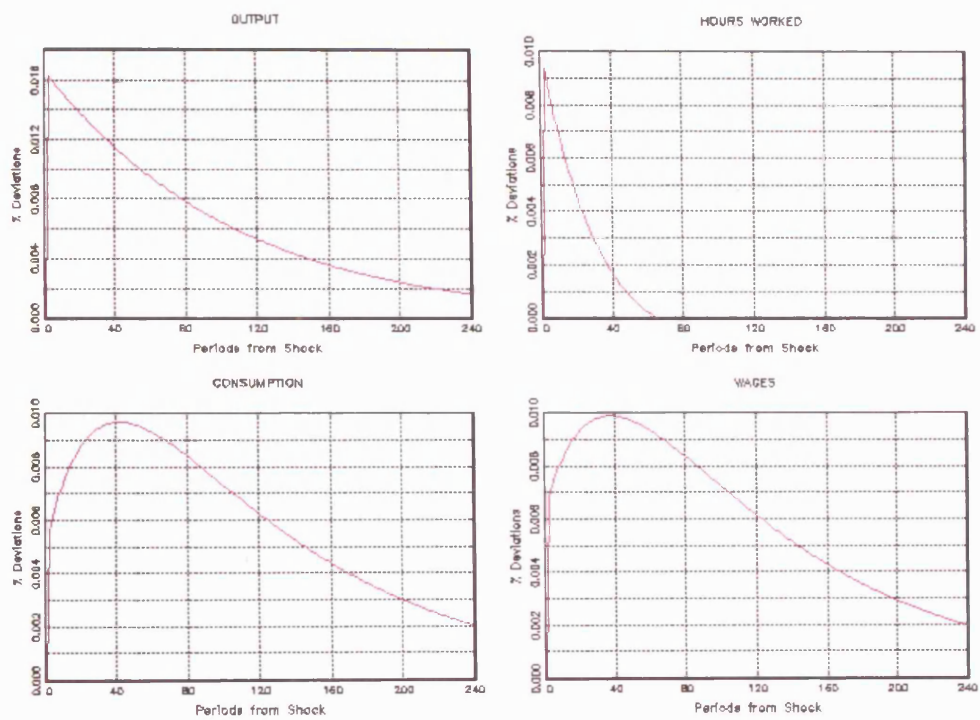 OUTPUT
0.016
0.012
0.008
0.004
0.000
% Deviations
0 40 80 120 160 200 240
Periods from Shock
HOURS WORKED
0.010
0.008
0.006
0.004
0.002
0.000
% Deviations
0 40 80 120 160 200 240
Periods from Shock
CONSUMPTION
0.010
0.008
0.006
0.004
0.002
0.000
% Deviations
0 40 80 120 160 200 240
Periods from Shock
WAGES
0.010
0.008
0.006
0.004
0.002
0.000
% Deviations
0 40 80 120 160 200 240
Periods from Shock